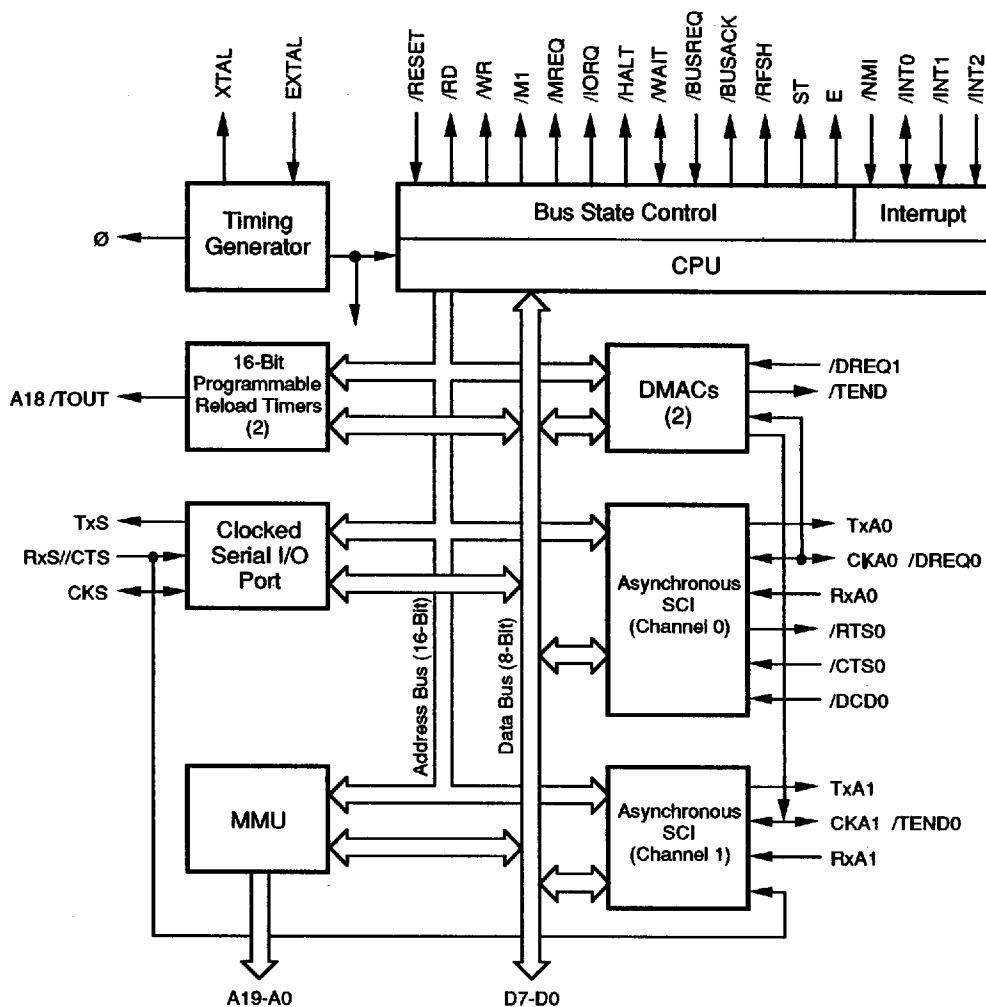 XTAL
EXTAL
/RESET
/RD
/WR
/M1
/MREQ
/IORQ
/HALT
/WAIT
/BUSREQ
/BUSACK
/RFSH
ST
E
/NMI
/INT0
/INT1
/INT2
Timing
Generator
Ø
Bus State Control
Interrupt
CPU
16-Bit
Programmable
Reload Timers
(2)
A18 /TOUT
DMACs
(2)
/DREQ1
/TEND
TxS
RxS//CTS
CKS
Clocked
Serial I/O
Port
Address Bus (16-Bit)
Data Bus (8-Bit)
Asynchronous
SCI
(Channel 0)
TxA0
CKA0 /DREQ0
RxA0
/RTS0
/CTS0
/DCD0
MMU
Asynchronous
SCI
(Channel 1)
TxA1
CKA1 /TEND0
RxA1
A19-A0
D7-D0